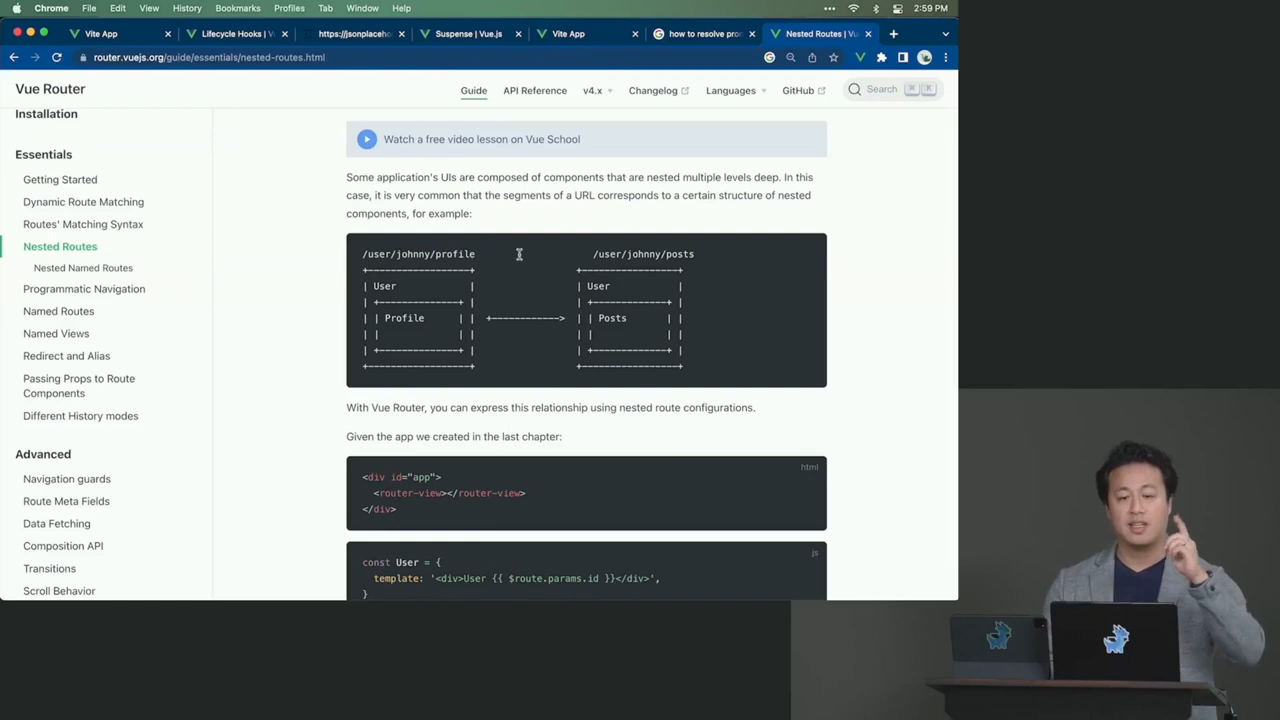 Chrome File Edit View History Bookmarks Profiles Tab Window Help 2:59 PM
Vite App
Lifecycle Hooks | V
https://jsonplaceho
Suspense | Vue.js
Vite App
how to resolve prom
Nested Routes | Vu
router.vuejs.org/guide/essentials/nested-routes.html
Vue Router
Guide API Reference v4.x Changelog Languages GitHub Search ⌘ K
Installation
Essentials
Getting Started
Dynamic Route Matching
Routes' Matching Syntax
Nested Routes
Nested Named Routes
Programmatic Navigation
Named Routes
Named Views
Redirect and Alias
Passing Props to Route
Components
Different History modes
Advanced
Navigation guards
Route Meta Fields
Data Fetching
Composition API
Transitions
Scroll Behavior
Watch a free video lesson on Vue School
Some application's UIs are composed of components that are nested multiple levels deep. In this
case, it is very common that the segments of a URL corresponds to a certain structure of nested
components, for example:
/user/johnny/profile /user/johnny/posts
+------------------+ +-----------------+
| User | | User |
| +--------------+ | | +-------------+ |
| | Profile | | +------------> | | Posts | |
| | | | | | | |
| +--------------+ | | +-------------+ |
+------------------+ +-----------------+
With Vue Router, you can express this relationship using nested route configurations.
Given the app we created in the last chapter:
html
<div id="app">
<router-view></router-view>
</div>
js
const User = {
template: '<div>User {{ $route.params.id }}</div>',
}